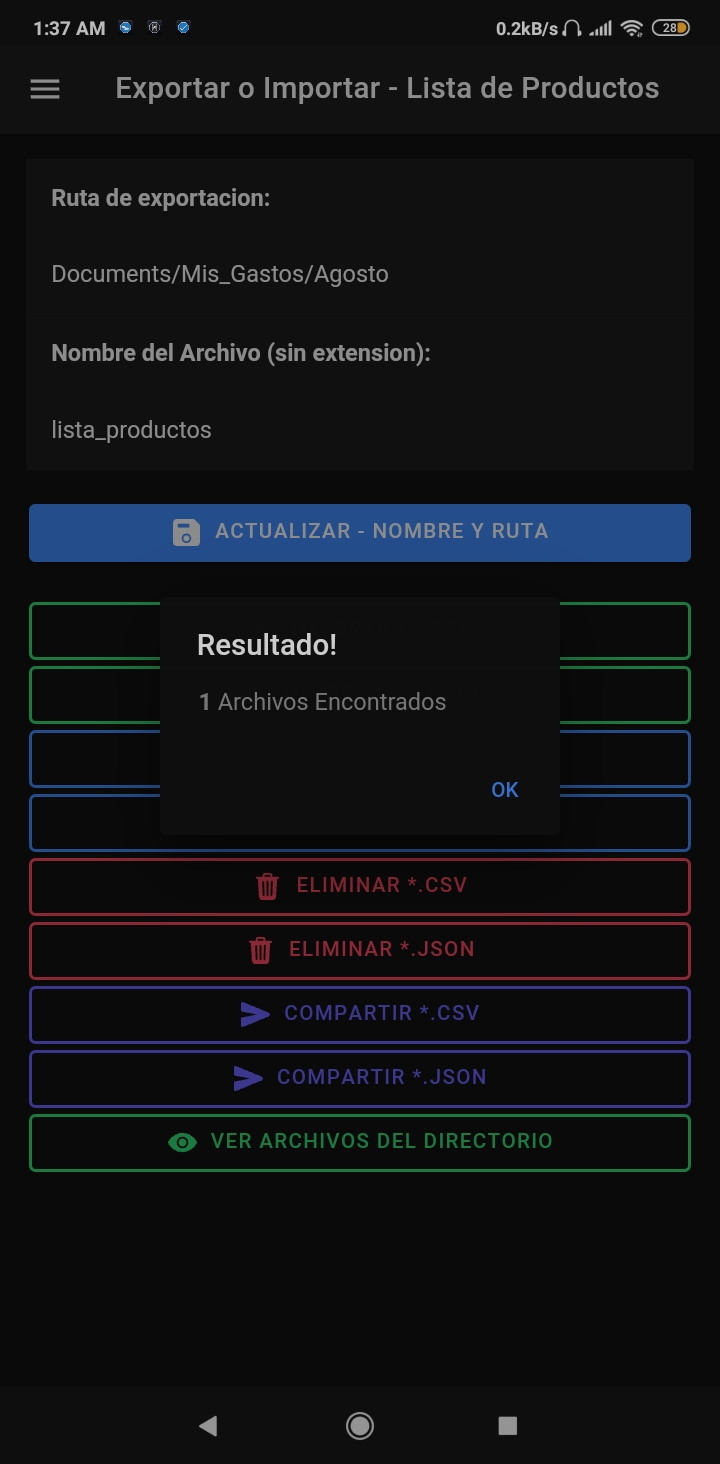 1:37 AM 0.2kB/s 28
Exportar o Importar - Lista de Productos
Ruta de exportacion:
Documents/Mis_Gastos/Agosto
Nombre del Archivo (sin extension):
lista_productos
ACTUALIZAR - NOMBRE Y RUTA
Resultado!
1 Archivos Encontrados
OK
ELIMINAR *.CSV
ELIMINAR *.JSON
COMPARTIR *.CSV
COMPARTIR *.JSON
VER ARCHIVOS DEL DIRECTORIO